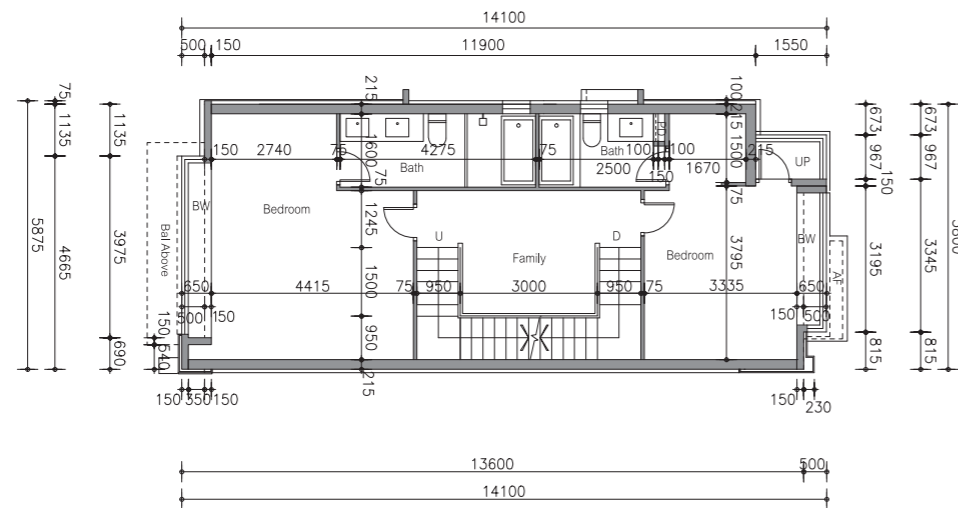 14100
500 150 11900 1550
75 215 100 215
1135 1135 1600 1500 673 673
150 2740 75 4275 75 2500 100 150 100 1670 215
Bath Bath PD UP
967 967
75 75 150
BW Bedroom
1245 U D
Bal Above Family Bedroom BW
5875 4665 3975 3795 3195 3345
1500 AF
650 4415 75 950 3000 950 75 3335 650
500 150 150 500
150 950
690 540 215 815 815
150 350 150 150 230
13600 500
14100